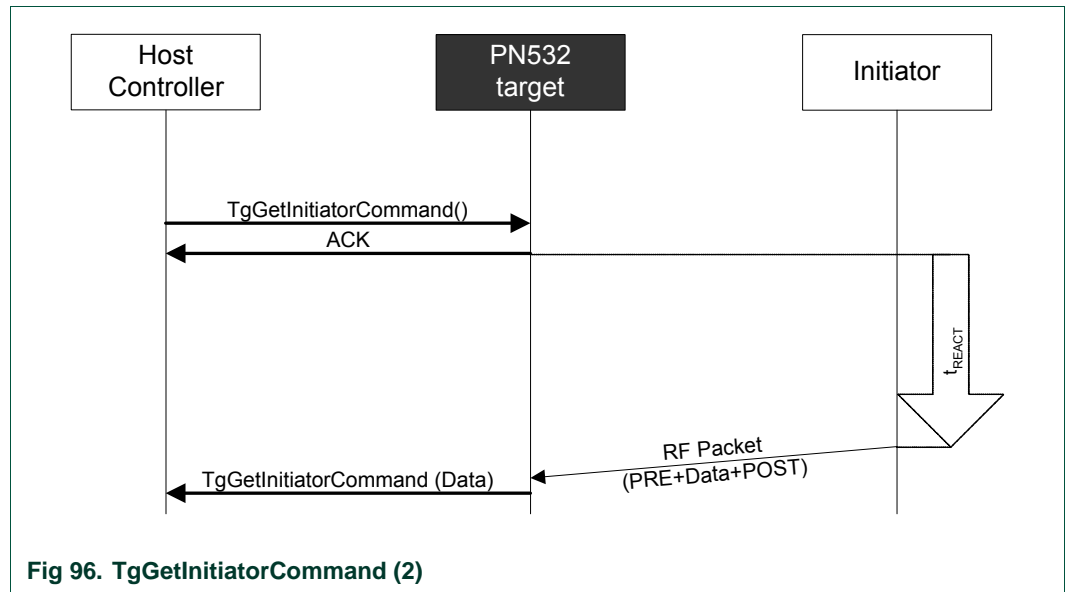 Host
Controller
PN532
target
Initiator
TgGetInitiatorCommand()
ACK
tREACT
RF Packet
(PRE+Data+POST)
TgGetInitiatorCommand (Data)
Fig 96. TgGetInitiatorCommand (2)